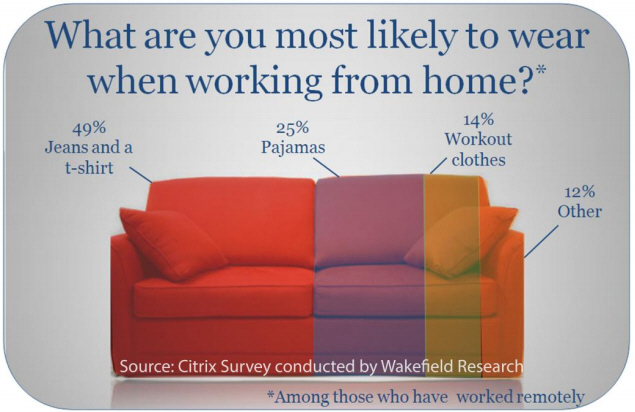 What are you most likely to wear
when working from home?*
49%
Jeans and a
t-shirt
25%
Pajamas
14%
Workout
clothes
12%
Other
Source: Citrix Survey conducted by Wakefield Research
*Among those who have worked remotely